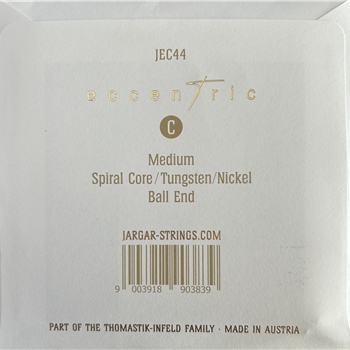 JEC44
eccenTric
C
Medium
Spiral Core/Tungsten/Nickel
Ball End
JARGAR-STRINGS.COM
9 003918 903839
PART OF THE THOMASTIK-INFELD FAMILY · MADE IN AUSTRIA